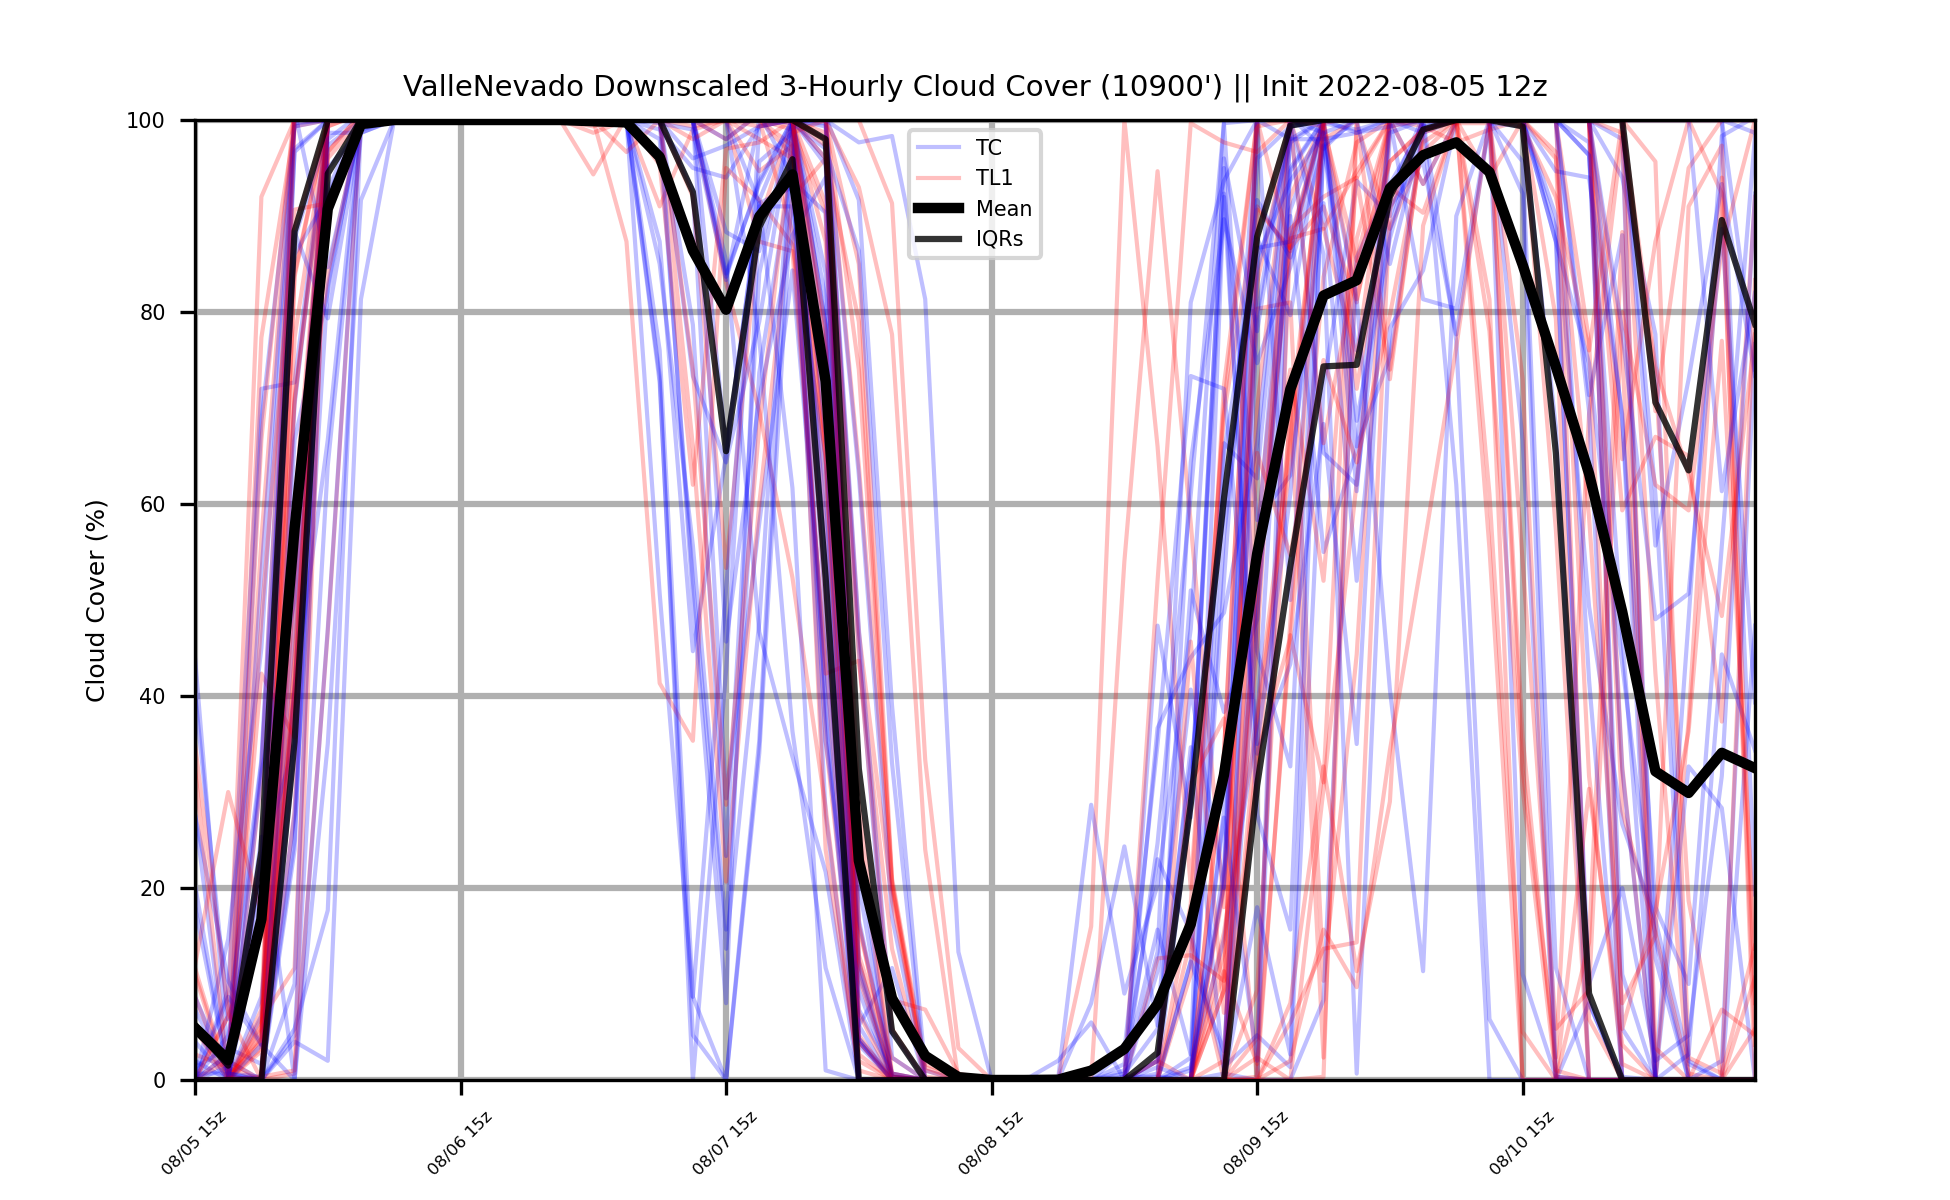 ValleNevado Downscaled 3-Hourly Cloud Cover (10900') || Init 2022-08-05 12z
TC
TL1
Mean
IQRs
Cloud Cover (%)
100
80
60
40
20
0
08/05 15z
08/06 15z
08/07 15z
08/08 15z
08/09 15z
08/10 15z